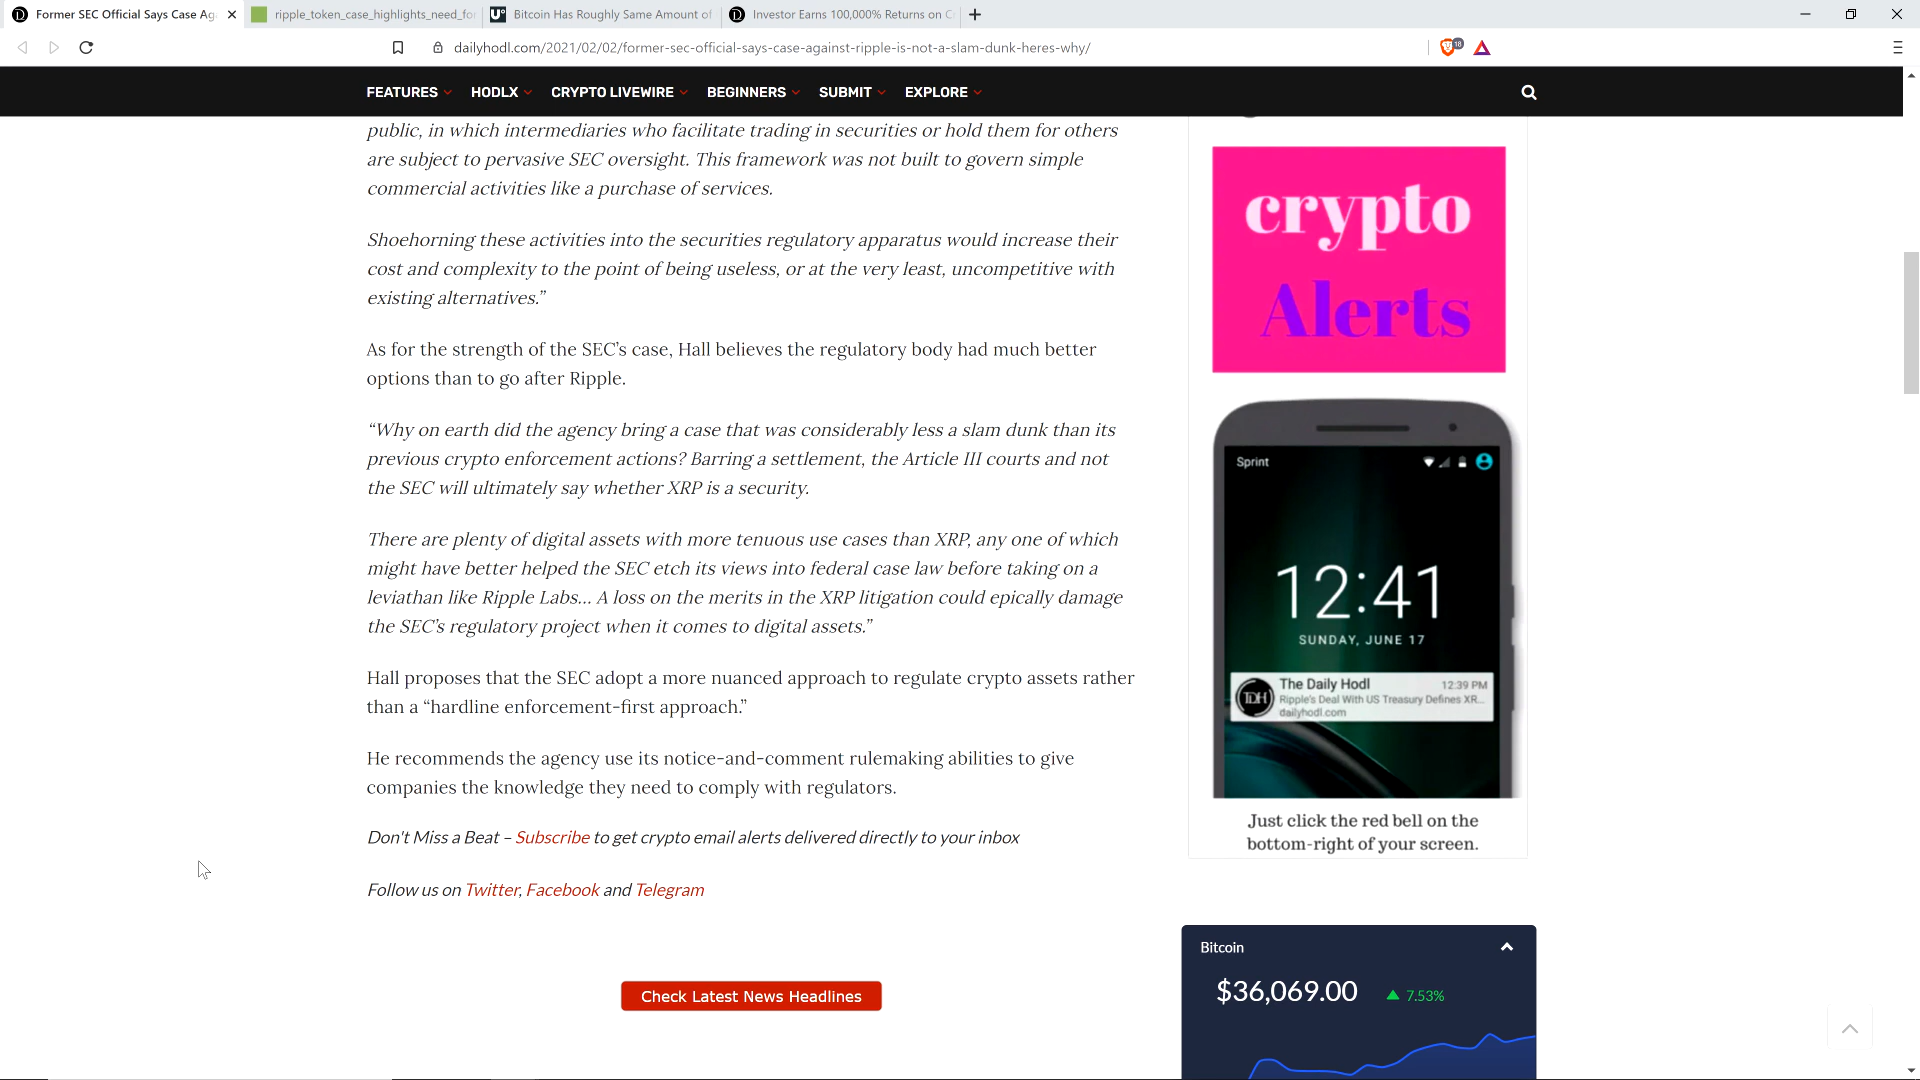 Former SEC Official Says Case Ag
ripple_token_case_highlights_need_for
Bitcoin Has Roughly Same Amount of
Investor Earns 100,000% Returns on C
dailyhodl.com/2021/02/02/former-sec-official-says-case-against-ripple-is-not-a-slam-dunk-heres-why/
18
FEATURES HODLX CRYPTO LIVEWIRE BEGINNERS SUBMIT EXPLORE
public, in which intermediaries who facilitate trading in securities or hold them for others
are subject to pervasive SEC oversight. This framework was not built to govern simple
commercial activities like a purchase of services.
Shoehorning these activities into the securities regulatory apparatus would increase their
cost and complexity to the point of being useless, or at the very least, uncompetitive with
existing alternatives.”
As for the strength of the SEC’s case, Hall believes the regulatory body had much better
options than to go after Ripple.
“Why on earth did the agency bring a case that was considerably less a slam dunk than its
previous crypto enforcement actions? Barring a settlement, the Article III courts and not
the SEC will ultimately say whether XRP is a security.
There are plenty of digital assets with more tenuous use cases than XRP, any one of which
might have better helped the SEC etch its views into federal case law before taking on a
leviathan like Ripple Labs… A loss on the merits in the XRP litigation could epically damage
the SEC’s regulatory project when it comes to digital assets.”
Hall proposes that the SEC adopt a more nuanced approach to regulate crypto assets rather
than a “hardline enforcement-first approach.”
He recommends the agency use its notice-and-comment rulemaking abilities to give
companies the knowledge they need to comply with regulators.
Don't Miss a Beat – Subscribe to get crypto email alerts delivered directly to your inbox
Follow us on Twitter, Facebook and Telegram
Check Latest News Headlines
crypto
Alerts
Sprint
12:41
SUNDAY, JUNE 17
TDH
The Daily Hodl 12:39 PM
Ripple's Deal With US Treasury Defines XR...
dailyhodl.com
Just click the red bell on the
bottom-right of your screen.
Bitcoin
$36,069.00 7.53%